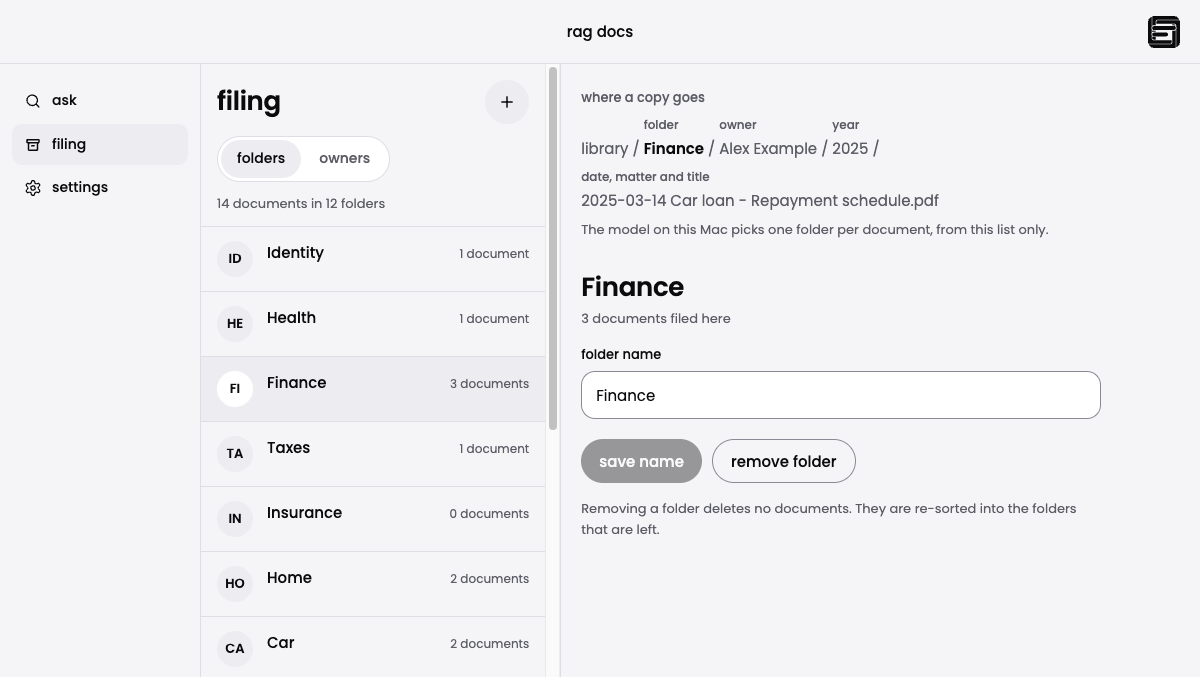 rag docs
ask
filing
settings
filing
+
folders owners
14 documents in 12 folders
ID Identity 1 document
HE Health 1 document
FI Finance 3 documents
TA Taxes 1 document
IN Insurance 0 documents
HO Home 2 documents
CA Car 2 documents
where a copy goes
folder owner year
library / Finance / Alex Example / 2025 /
date, matter and title
2025-03-14 Car loan - Repayment schedule.pdf
The model on this Mac picks one folder per document, from this list only.
Finance
3 documents filed here
folder name
Finance
save name remove folder
Removing a folder deletes no documents. They are re-sorted into the folders
that are left.